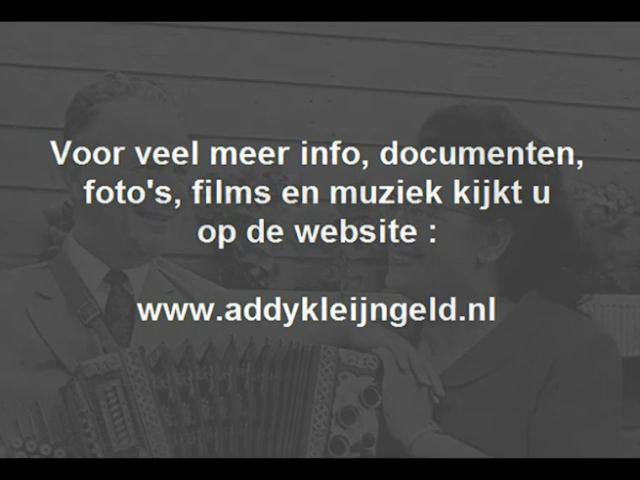 Voor veel meer info, documenten,
foto's, films en muziek kijkt u
op de website :
www.addykleijngeld.nl